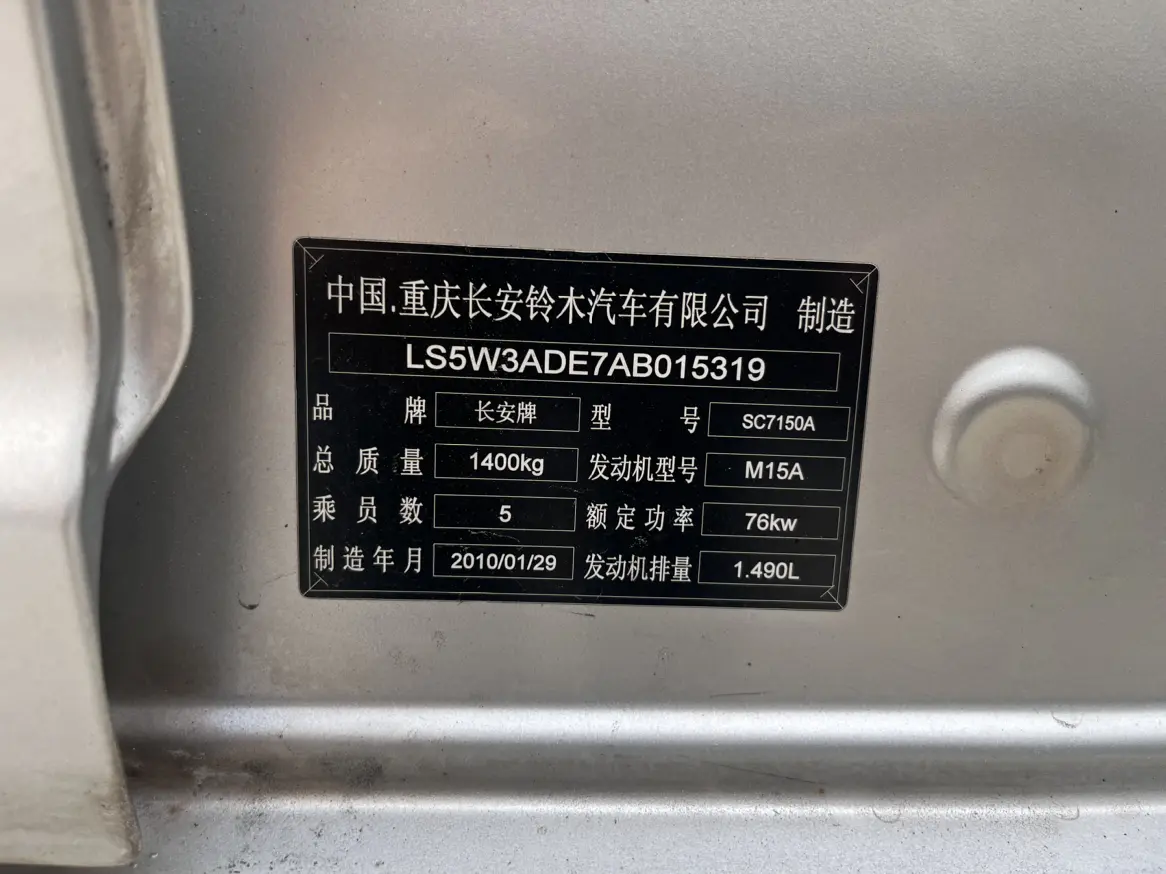 中国.重庆长安铃木汽车有限公司 制造
LS5W3ADE7AB015319
品牌 长安牌 型号 SC7150A
总质量 1400kg 发动机型号 M15A
乘员数 5 额定功率 76kw
制造年月 2010/01/29 发动机排量 1.490L